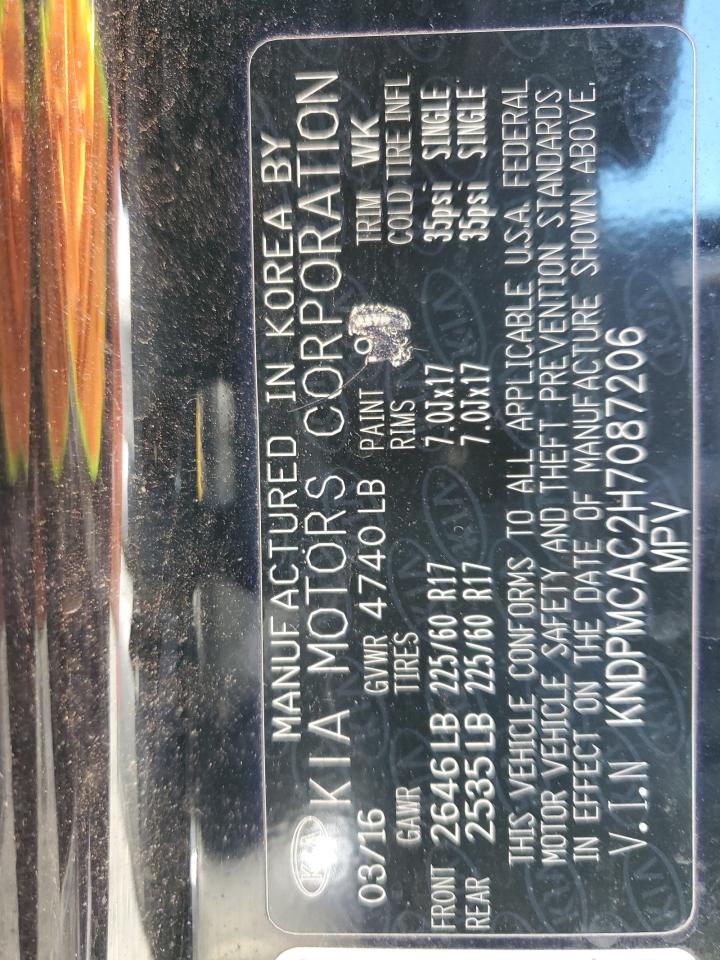 MANUFACTURED IN KOREA BY
KIA KIA MOTORS CORPORATION
03/16 GVWR 4740 LB PAINT TRIM WK
GAWR TIRES RIMS COLD TIRE INFL
FRONT 2646 LB 225/60 R17 7.0Jx17 35psi SINGLE
REAR 2535 LB 225/60 R17 7.0Jx17 35psi SINGLE
THIS VEHICLE CONFORMS TO ALL APPLICABLE U.S.A. FEDERAL
MOTOR VEHICLE SAFETY AND THEFT PREVENTION STANDARDS
IN EFFECT ON THE DATE OF MANUFACTURE SHOWN ABOVE.
V.I.N KNDPMCAC2H7087206
MPV